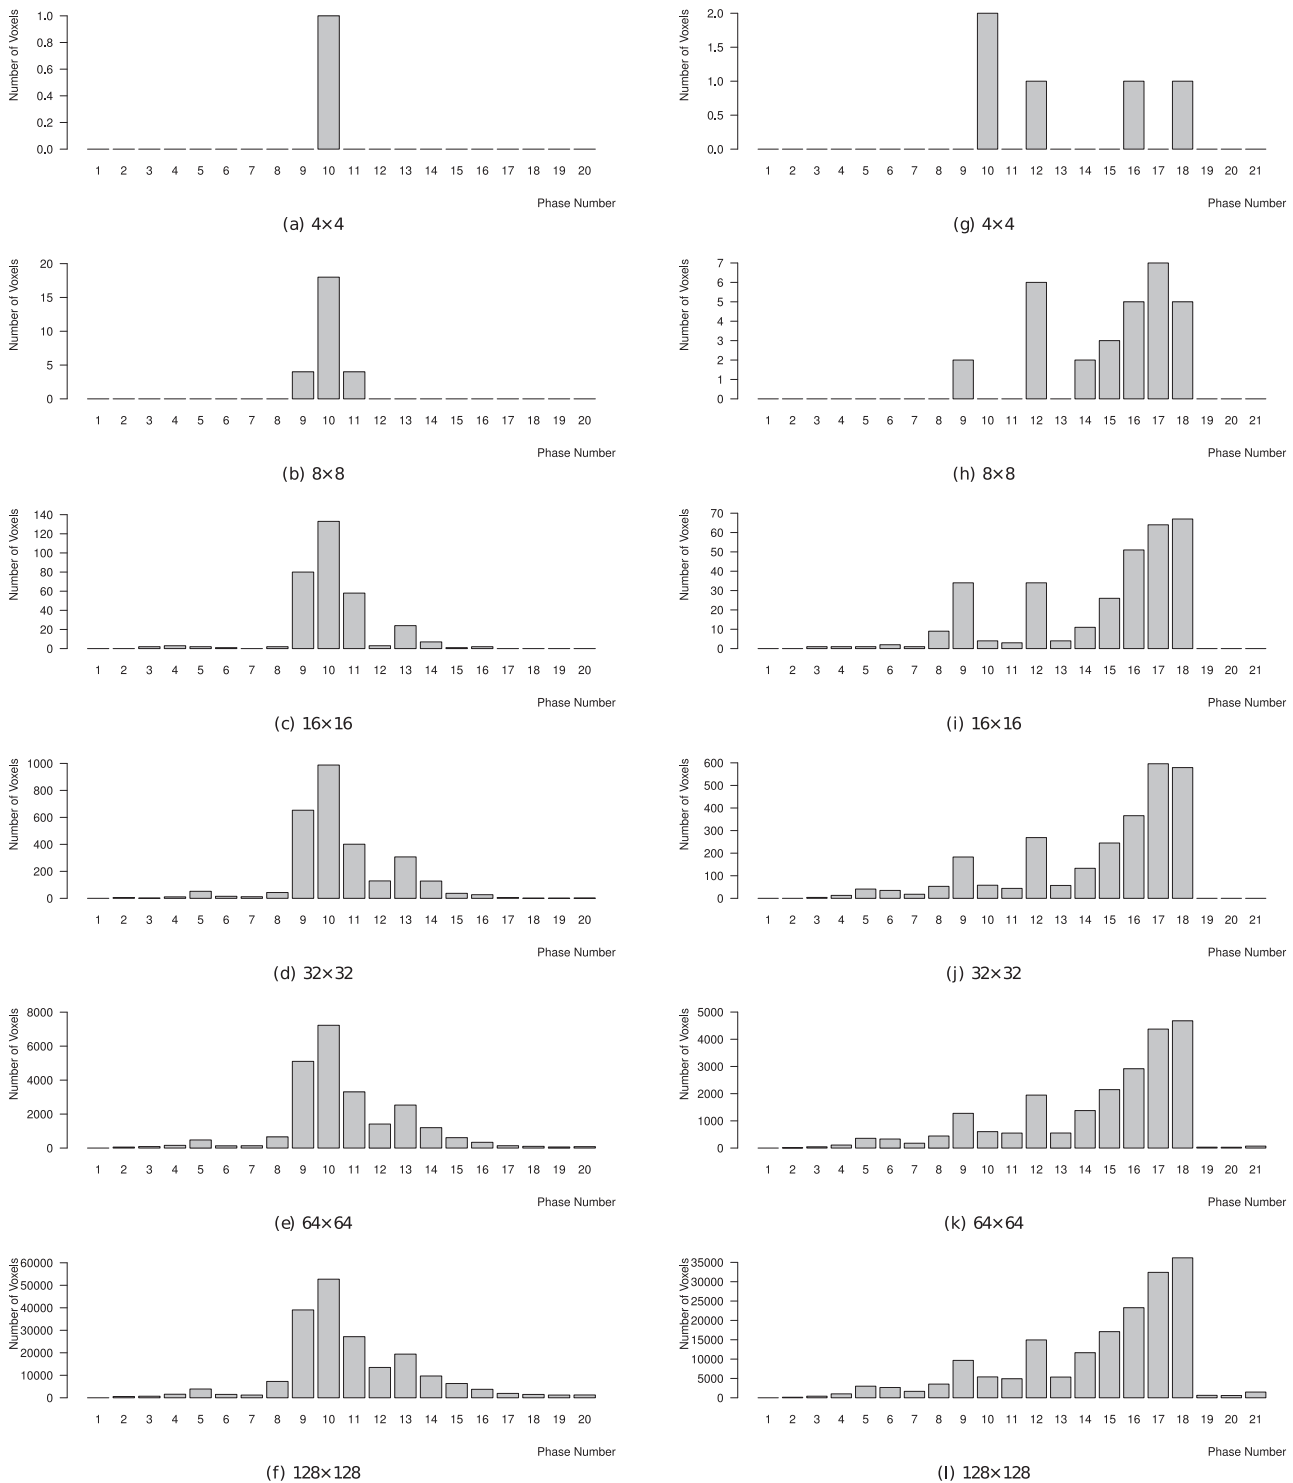 Number of Voxels
1.0
0.8
0.6
0.4
0.2
0.0
1 2 3 4 5 6 7 8 9 10 11 12 13 14 15 16 17 18 19 20
Phase Number
(a) 4×4
Number of Voxels
2.0
1.5
1.0
0.5
2.0
1 2 3 4 5 6 7 8 9 10 11 12 13 14 15 16 17 18 19 20 21
Phase Number
(g) 4×4
Number of Voxels
20
15
10
5
0
1 2 3 4 5 6 7 8 9 10 11 12 13 14 15 16 17 18 19 20
Phase Number
(b) 8×8
Number of Voxels
7
6
5
4
3
2
1
0
1 2 3 4 5 6 7 8 9 10 11 12 13 14 15 16 17 18 19 20 21
Phase Number
(h) 8×8
Number of Voxels
140
120
100
80
60
40
20
0
1 2 3 4 5 6 7 8 9 10 11 12 13 14 15 16 17 18 19 20
Phase Number
(c) 16×16
Number of Voxels
70
60
50
40
30
20
10
0
1 2 3 4 5 6 7 8 9 10 11 12 13 14 15 16 17 18 19 20 21
Phase Number
(i) 16×16
Number of Voxels
1000
800
600
400
200
0
1 2 3 4 5 6 7 8 9 10 11 12 13 14 15 16 17 18 19 20
Phase Number
(d) 32×32
Number of Voxels
600
500
400
300
200
100
0
1 2 3 4 5 6 7 8 9 10 11 12 13 14 15 16 17 18 19 20 21
Phase Number
(j) 32×32
Number of Voxels
8000
6000
4000
2000
0
1 2 3 4 5 6 7 8 9 10 11 12 13 14 15 16 17 18 19 20
Phase Number
(e) 64×64
Number of Voxels
5000
4000
3000
2000
1000
0
1 2 3 4 5 6 7 8 9 10 11 12 13 14 15 16 17 18 19 20 21
Phase Number
(k) 64×64
Number of Voxels
60000
50000
40000
30000
20000
10000
0
1 2 3 4 5 6 7 8 9 10 11 12 13 14 15 16 17 18 19 20
Phase Number
(f) 128×128
Number of Voxels
35000
30000
25000
20000
15000
10000
5000
0
1 2 3 4 5 6 7 8 9 10 11 12 13 14 15 16 17 18 19 20 21
Phase Number
(l) 128×128